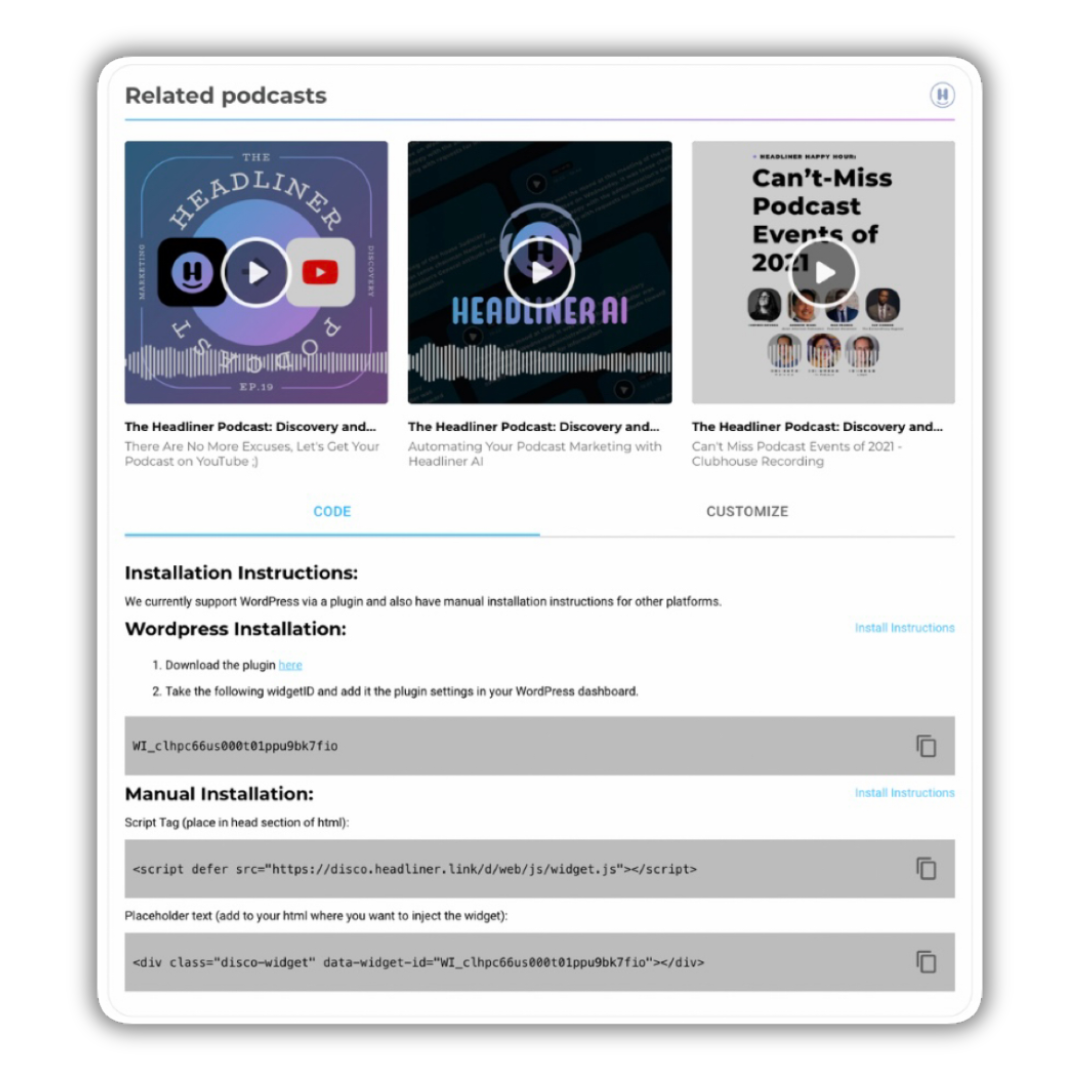 Related podcasts
H
THE
HEADLINER
MARKETING
DISCOVERY
H
PODCAST
EP.19
H
HEADLINER AI
HEADLINER HAPPY HOUR:
Can't-Miss
Podcast
Events of
2021
The Headliner Podcast: Discovery and...
There Are No More Excuses, Let's Get Your
Podcast on YouTube ;)
The Headliner Podcast: Discovery and...
Automating Your Podcast Marketing with
Headliner AI
The Headliner Podcast: Discovery and...
Can't Miss Podcast Events of 2021 -
Clubhouse Recording
CODE
CUSTOMIZE
Installation Instructions:
We currently support WordPress via a plugin and also have manual installation instructions for other platforms.
Wordpress Installation:
Install Instructions
1. Download the plugin here
2. Take the following widgetID and add it the plugin settings in your WordPress dashboard.
WI_clhpc66us000t01ppu9bk7fio
Manual Installation:
Install Instructions
Script Tag (place in head section of html):
<script defer src="https://disco.headliner.link/d/web/js/widget.js"></script>
Placeholder text (add to your html where you want to inject the widget):
<div class="disco-widget" data-widget-id="WI_clhpc66us000t01ppu9bk7fio"></div>